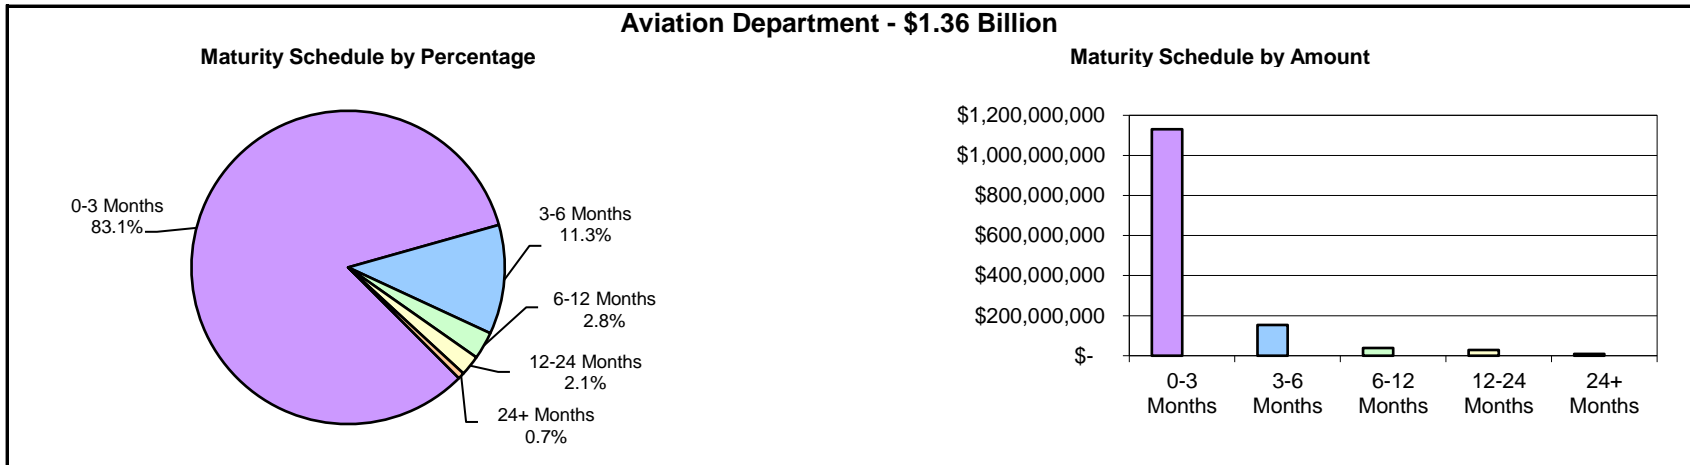 Aviation Department - $1.36 Billion
Maturity Schedule by Percentage
0-3 Months
83.1%
3-6 Months
11.3%
6-12 Months
2.8%
12-24 Months
2.1%
24+ Months
0.7%
Maturity Schedule by Amount
$1,200,000,000
$1,000,000,000
$800,000,000
$600,000,000
$400,000,000
$200,000,000
$-
0-3
Months
3-6
Months
6-12
Months
12-24
Months
24+
Months